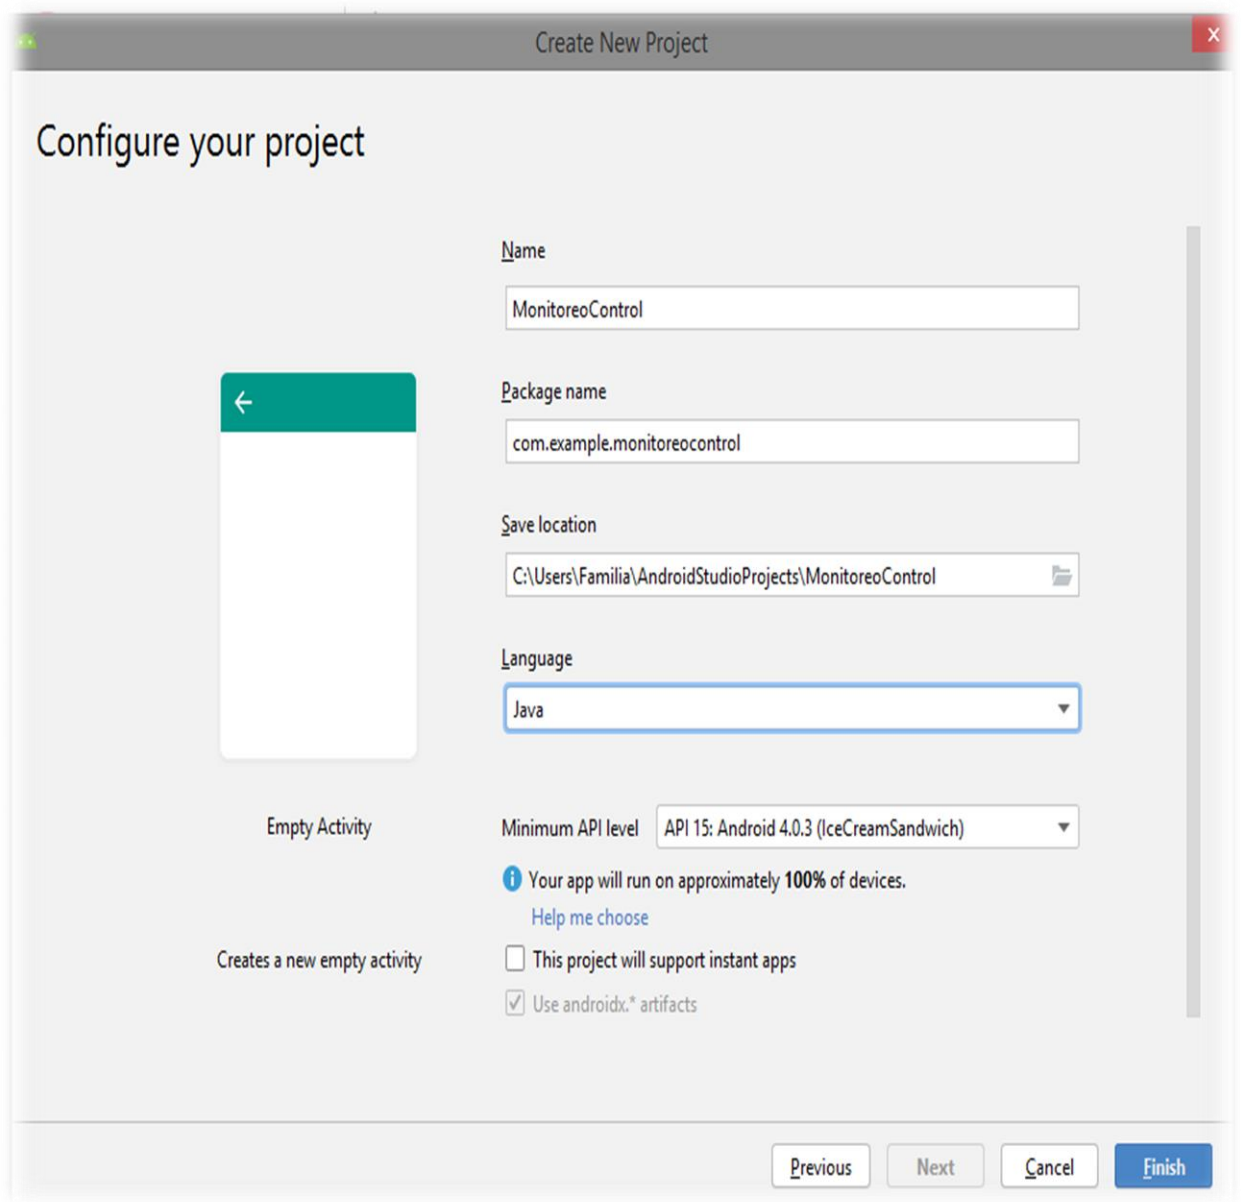 Create New Project
X
Configure your project
Name
MonitoreoControl
Package name
com.example.monitoreocontrol
Save location
C:\Users\Familia\AndroidStudioProjects\MonitoreoControl
Language
Java
Empty Activity
Minimum API level API 15: Android 4.0.3 (IceCreamSandwich)
Your app will run on approximately 100% of devices.
Help me choose
Creates a new empty activity
This project will support instant apps
Use androidx.* artifacts
Previous Next Cancel Finish